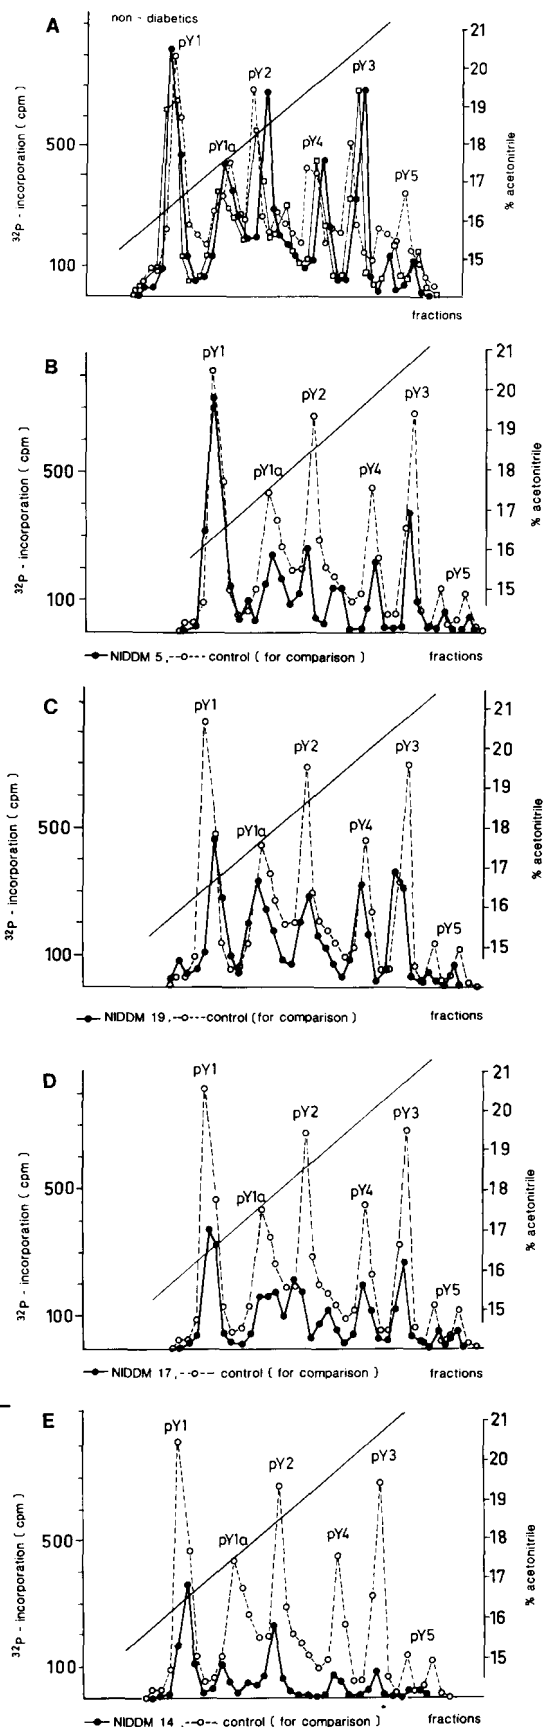 A
non - diabetics
pY1
pY2
pY3
pY1a
pY4
pY5
500
100
21
20
19
18
17
16
15
32P - incorporation ( cpm )
% acetonitrile
fractions
B
pY1
pY2
pY3
pY1a
pY4
pY5
500
100
21
20
19
18
17
16
15
32P - incorporation ( cpm )
% acetonitrile
NIDDM 5 , --o--- control ( for comparison ) fractions
C
pY1
pY2
pY3
pY1a
pY4
pY5
500
100
21
20
19
18
17
16
15
32P - incorporation ( cpm )
% acetonitrile
NIDDM 19 , --o--- control (for comparison ) fractions
D
pY1
pY2
pY3
pY1a
pY4
pY5
500
100
21
20
19
18
17
16
15
32P - incorporation ( cpm )
% acetonitrile
NIDDM 17 , --o-- control ( for comparison ) fractions
E
pY1
pY2
pY3
pY1a
pY4
pY5
500
100
21
20
19
18
17
16
15
32P - incorporation ( cpm )
% acetonitrile
NIDDM 14 , --o-- control ( for comparison ) fractions